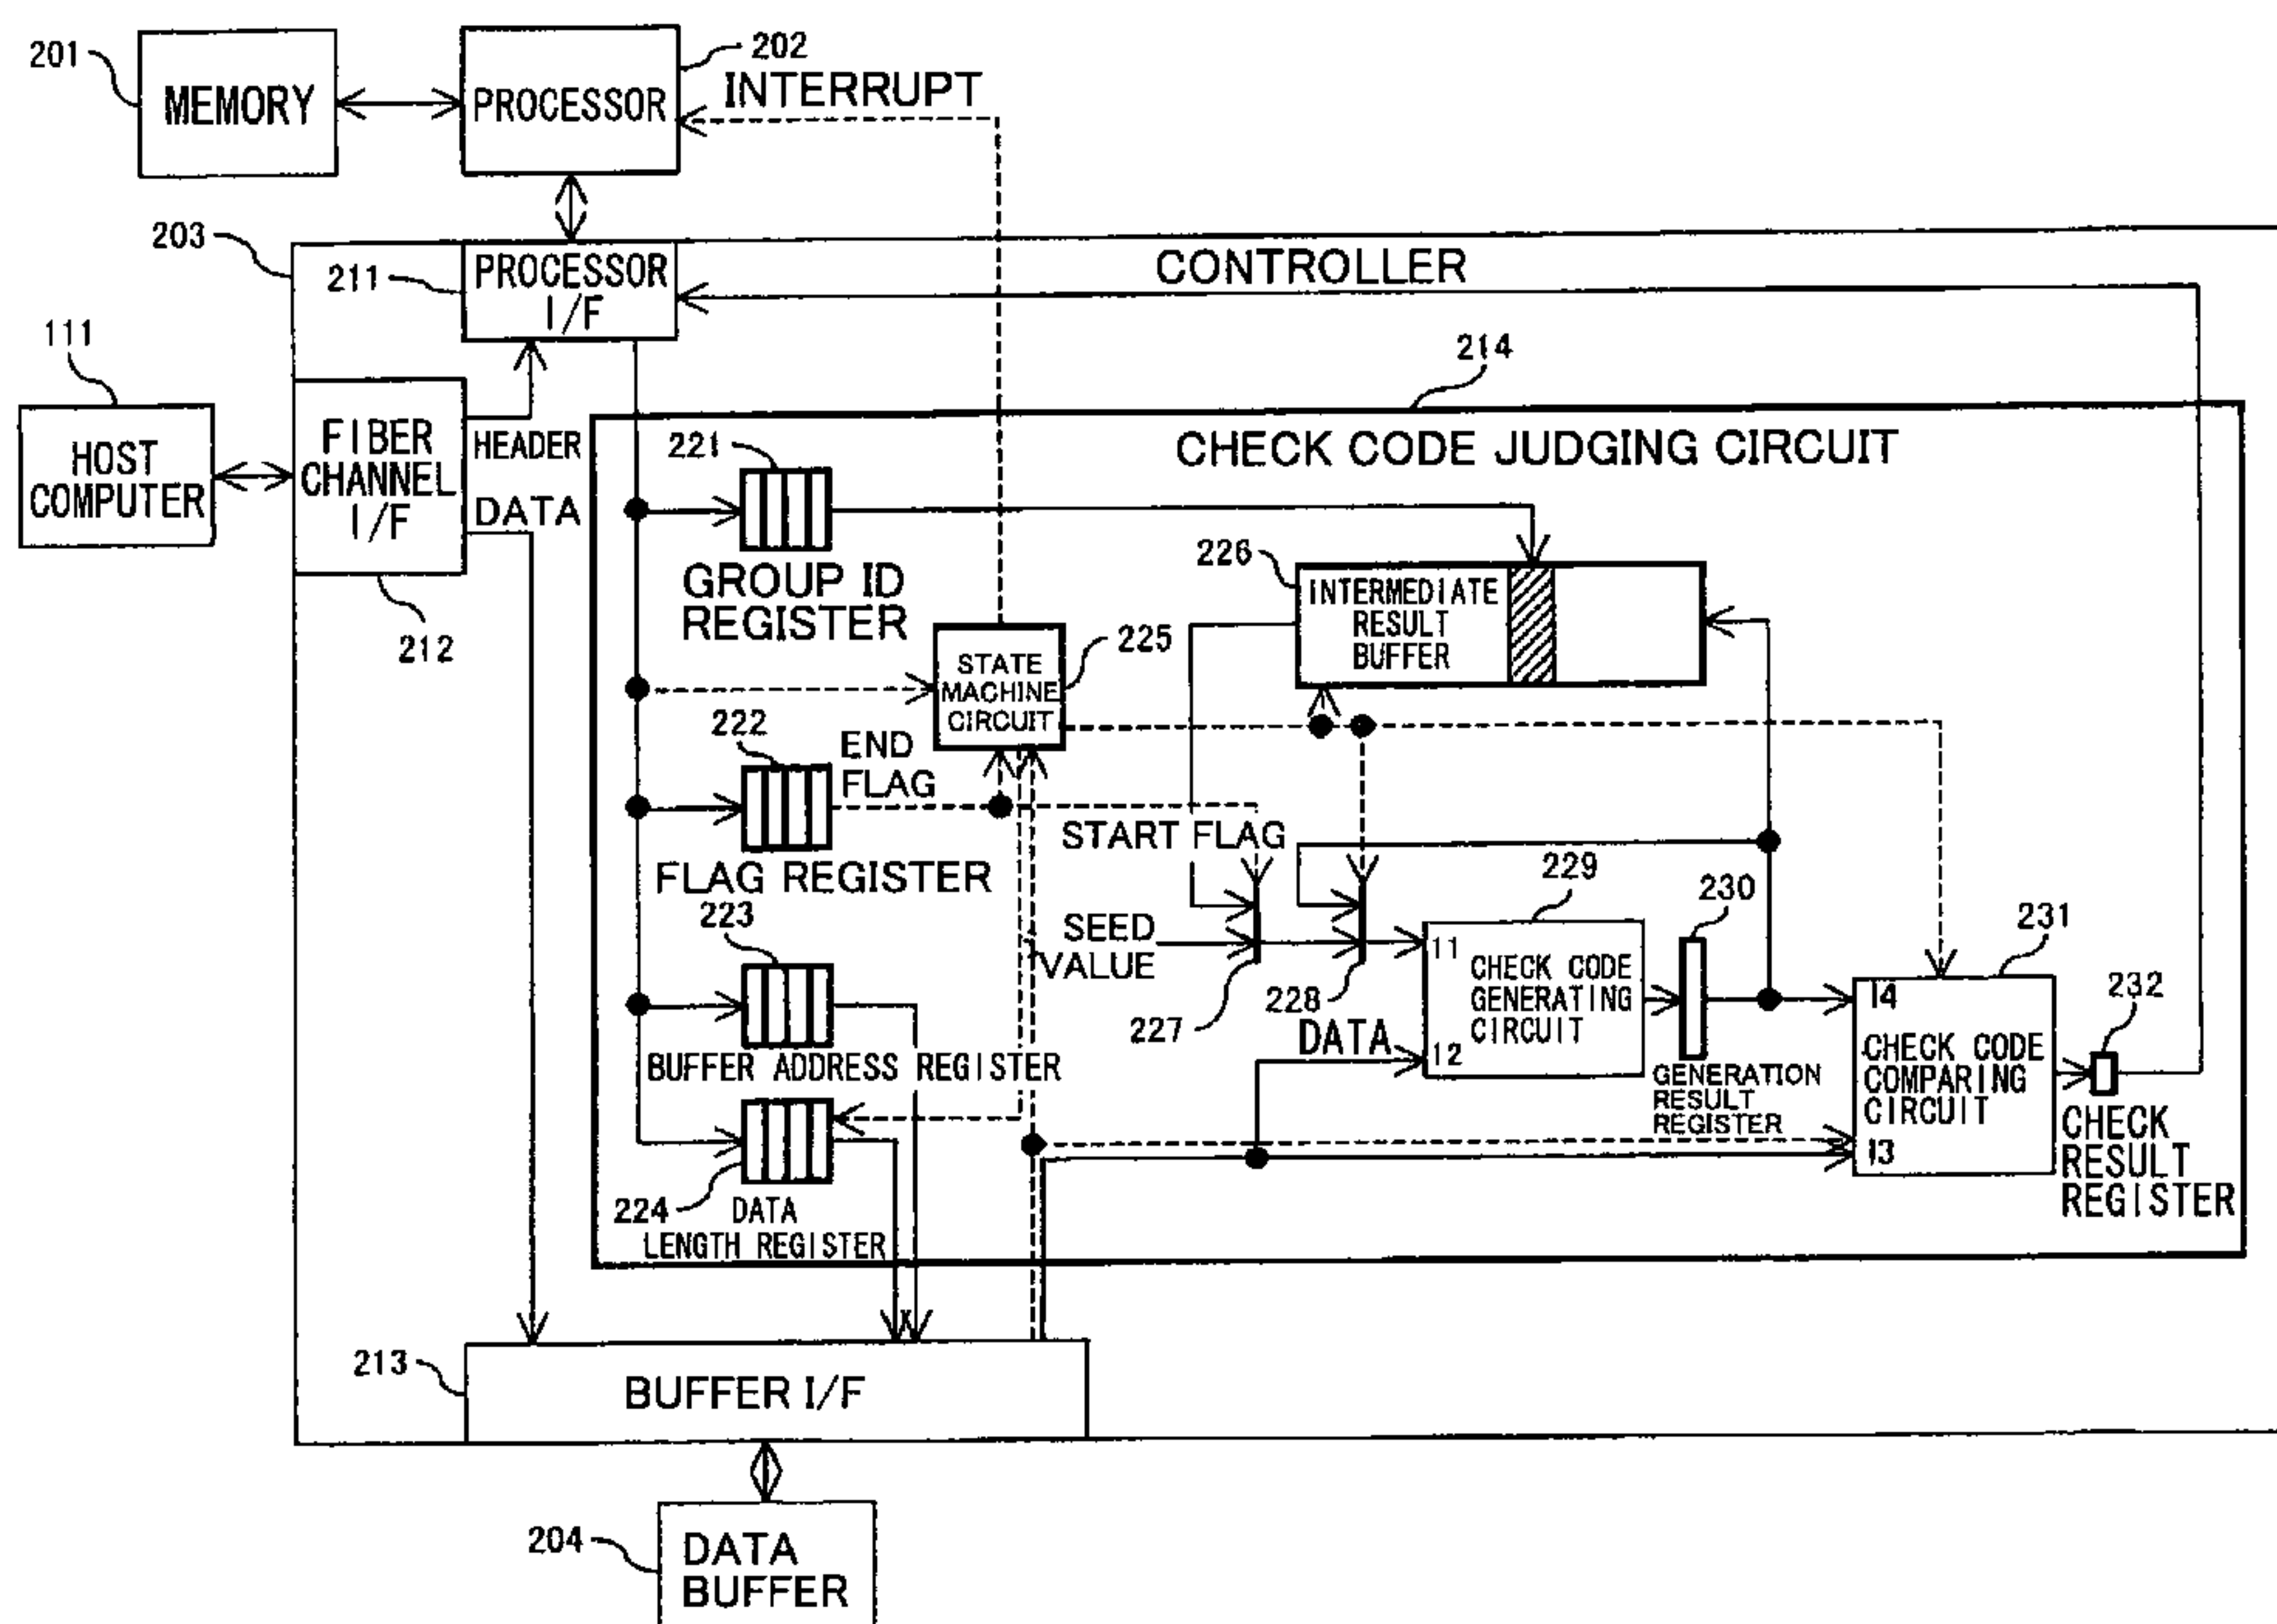 201
MEMORY
PROCESSOR
202
INTERRUPT
203
211
PROCESSOR
I/F
CONTROLLER
111
HOST
COMPUTER
FIBER
CHANNEL
I/F
212
HEADER
DATA
214
CHECK CODE JUDGING CIRCUIT
221
GROUP ID
REGISTER
226
INTERMEDIATE
RESULT
BUFFER
STATE
MACHINE
CIRCUIT
225
222
END
FLAG
FLAG REGISTER
START FLAG
223
BUFFER ADDRESS REGISTER
SEED
VALUE
227
228
229
11
12
CHECK CODE
GENERATING
CIRCUIT
DATA
230
GENERATION
RESULT
REGISTER
231
I4
CHECK CODE
COMPARING
CIRCUIT
I3
232
CHECK
RESULT
REGISTER
224
DATA
LENGTH REGISTER
213
BUFFER I/F
204
DATA
BUFFER